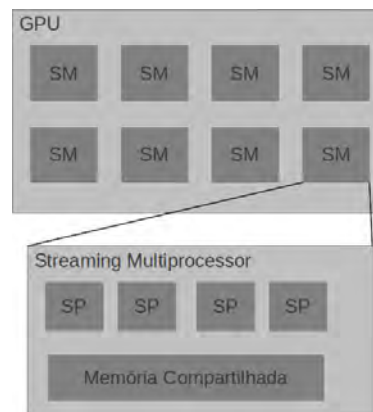 GPU
SM SM SM SM
SM SM SM SM
Streaming Multiprocessor
SP SP SP SP
Memória Compartilhada